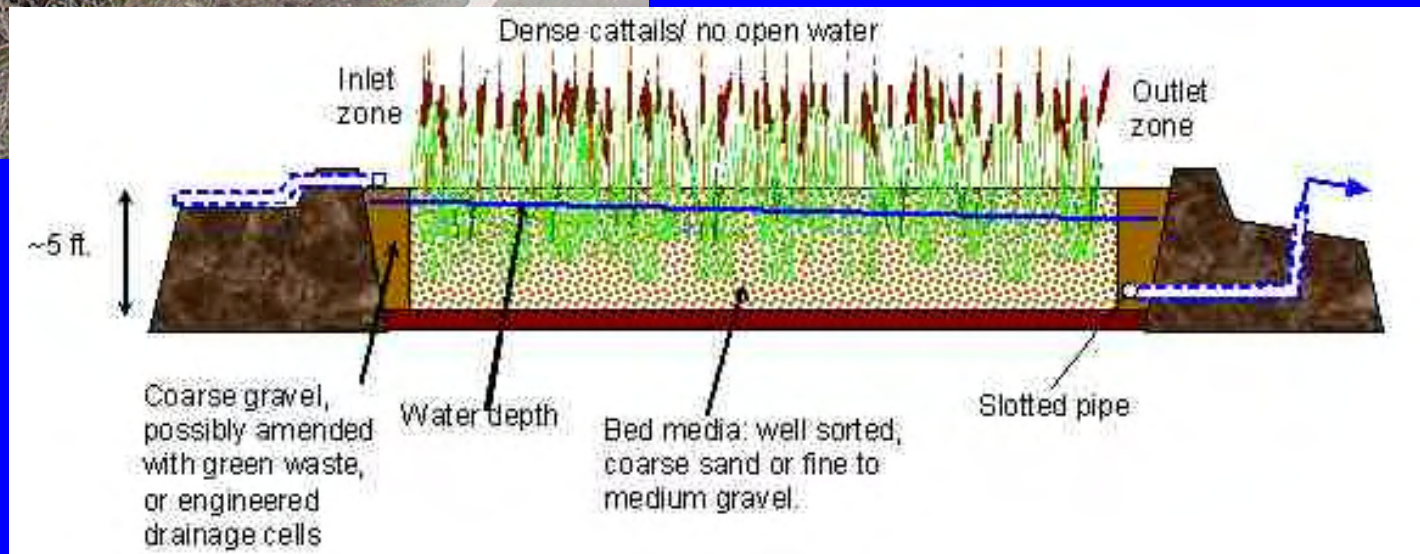 Dense cattails/ no open water
Inlet
zone
Outlet
zone
~5 ft.
Coarse gravel,
possibly amended
with green waste,
or engineered
drainage cells
Water depth
Bed media: well sorted,
coarse sand or fine to
medium gravel.
Slotted pipe